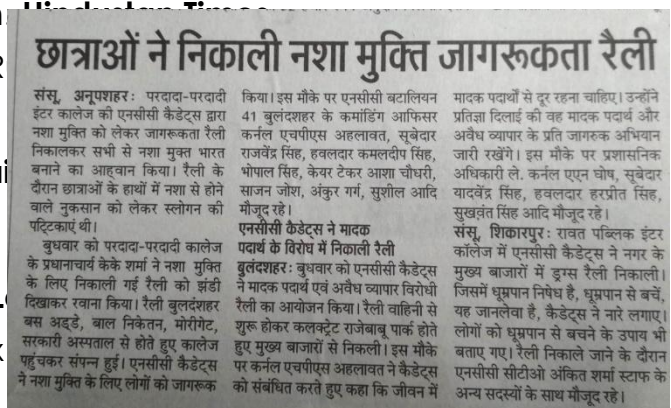 Hindustan Times
छात्राओं ने निकाली नशा मुक्ति जागरूकता रैली
संसू, अनूपशहर: परदादा-परदादी
इंटर कालेज की एनसीसी कैडेट्स द्वारा
नशा मुक्ति को लेकर जागरूकता रैली
निकालकर सभी से नशा मुक्त भारत
बनाने का आह्वान किया। रैली के
दौरान छात्राओं के हाथों में नशा से होने
वाले नुकसान को लेकर स्लोगन की
पट्टिकाएं थी।
बुधवार को परदादा-परदादी कालेज
के प्रधानाचार्य केके शर्मा ने नशा मुक्ति
के लिए निकाली गई रैली को झंडी
दिखाकर रवाना किया। रैली बुलंदशहर
बस अड्डे, बाल निकेतन, मोरीगेट,
सरकारी अस्पताल से होते हुए कालेज
पहुंचकर संपन्न हुई। एनसीसी कैडेट्स
ने नशा मुक्ति के लिए लोगों को जागरूक
किया। इस मौके पर एनसीसी बटालियन
41 बुलंदशहर के कमांडिंग आफिसर
कर्नल एचपीएस अहलावत, सूबेदार
राजवेंद्र सिंह, हवलदार कमलदीप सिंह,
भोपाल सिंह, केयर टेकर आशा चौधरी,
साजन जोश, अंकुर गर्ग, सुशील आदि
मौजूद रहे।
एनसीसी कैडेट्स ने मादक
पदार्थ के विरोध में निकाली रैली
बुलंदशहर: बुधवार को एनसीसी कैडेट्स
ने मादक पदार्थ एवं अवैध व्यापार विरोधी
रैली का आयोजन किया। रैली वाहिनी से
शुरू होकर कलक्ट्रेट राजेबाबू पार्क होते
हुए मुख्य बाजारों से निकली। इस मौके
पर कर्नल एचपीएस अहलावत ने कैडेट्स
को संबंधित करते हुए कहा कि जीवन में
मादक पदार्थों से दूर रहना चाहिए। उन्होंने
प्रतिज्ञा दिलाई की वह मादक पदार्थ और
अवैध व्यापार के प्रति जागरुक अभियान
जारी रखेंगे। इस मौके पर प्रशासनिक
अधिकारी ले. कर्नल एएन घोष, सूबेदार
यादवेंद्र सिंह, हवलदार हरप्रीत सिंह,
सुखवंत सिंह आदि मौजूद रहे।
संसू, शिकारपुर: रावत पब्लिक इंटर
कॉलेज में एनसीसी कैडेट्स ने नगर के
मुख्य बाजारों में ड्रग्स रैली निकाली।
जिसमें धूम्रपान निषेध है, धूम्रपान से बचें
यह जानलेवा है, कैडेट्स ने नारे लगाए।
लोगों को धूम्रपान से बचने के उपाय भी
बताए गए। रैली निकाले जाने के दौरान
एनसीसी सीटीओ अंकित शर्मा स्टाफ के
अन्य सदस्यों के साथ मौजूद रहे।